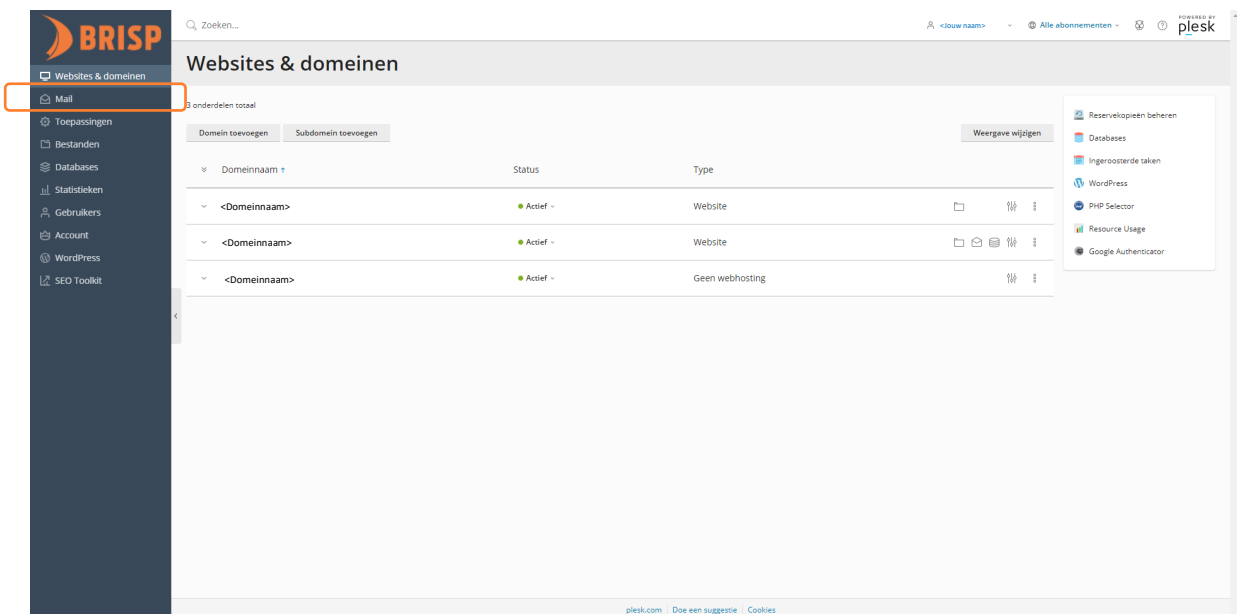 BRISP
Zoeken...
<Jouw naam>
Alle abonnementen
POWERED BY
plesk
Websites & domeinen
Mail
Toepassingen
Bestanden
Databases
Statistieken
Gebruikers
Account
WordPress
SEO Toolkit
Websites & domeinen
3 onderdelen totaal
Domein toevoegen Subdomein toevoegen Weergave wijzigen
Domeinnaam ↑ Status Type
<Domeinnaam> Actief Website
<Domeinnaam> Actief Website
<Domeinnaam> Actief Geen webhosting
Reservekopieën beheren
Databases
Ingeroosterde taken
WordPress
PHP Selector
Resource Usage
Google Authenticator
plesk.com | Doe een suggestie | Cookies